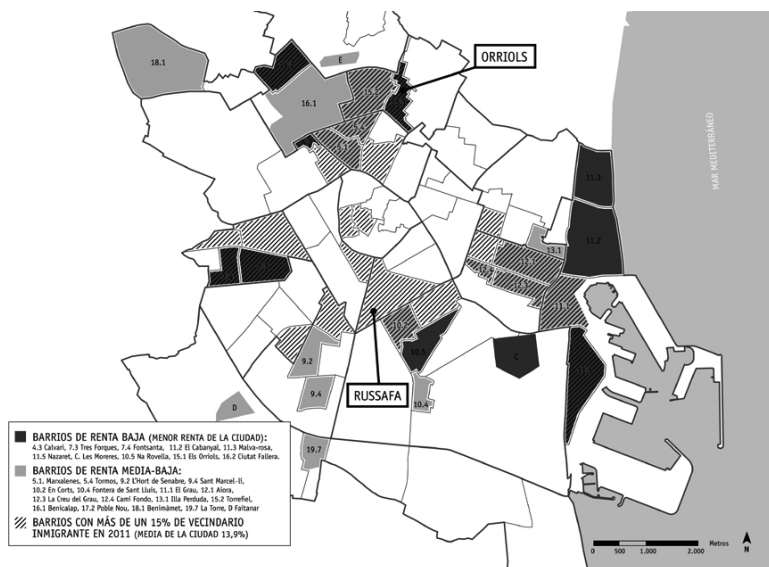 18.1
E
ORRIOLS
16.1
MAR MEDITERRÁNEO
11.3
11.2
13.1
9.2
10.5
C
RUSSAFA
9.4
10.4
D
19.7
BARRIOS DE RENTA BAJA (MENOR RENTA DE LA CIUDAD):
4.3 Calvari, 7.3 Tres Forques, 7.4 Fontsanta, 11.2 El Cabanyal, 11.3 Malva-rosa,
11.5 Nazaret, C. Les Moreres, 10.5 Na Rovella, 15.1 Els Orriols, 16.2 Ciutat Fallera.
BARRIOS DE RENTA MEDIA-BAJA:
5.1. Marxalenes, 5.4 Tormos, 9.2 L'Hort de Senabre, 9.4 Sant Marcel·lí,
10.2 En Corts, 10.4 Fontera de Sant Lluís, 11.1 El Grau, 12.1 Aiora,
12.3 La Creu del Grau, 12.4 Camí Fondo, 13.1 Illa Perduda, 15.2 Torrefiel,
16.1 Benicalap, 17.2 Poble Nou, 18.1 Benimàmet, 19.7 La Torre, D Faitanar
BARRIOS CON MÁS DE UN 15% DE VECINDARIO
INMIGRANTE EN 2011 (MEDIA DE LA CIUDAD 13,9%)
0 500 1.000 2.000 Metros
N